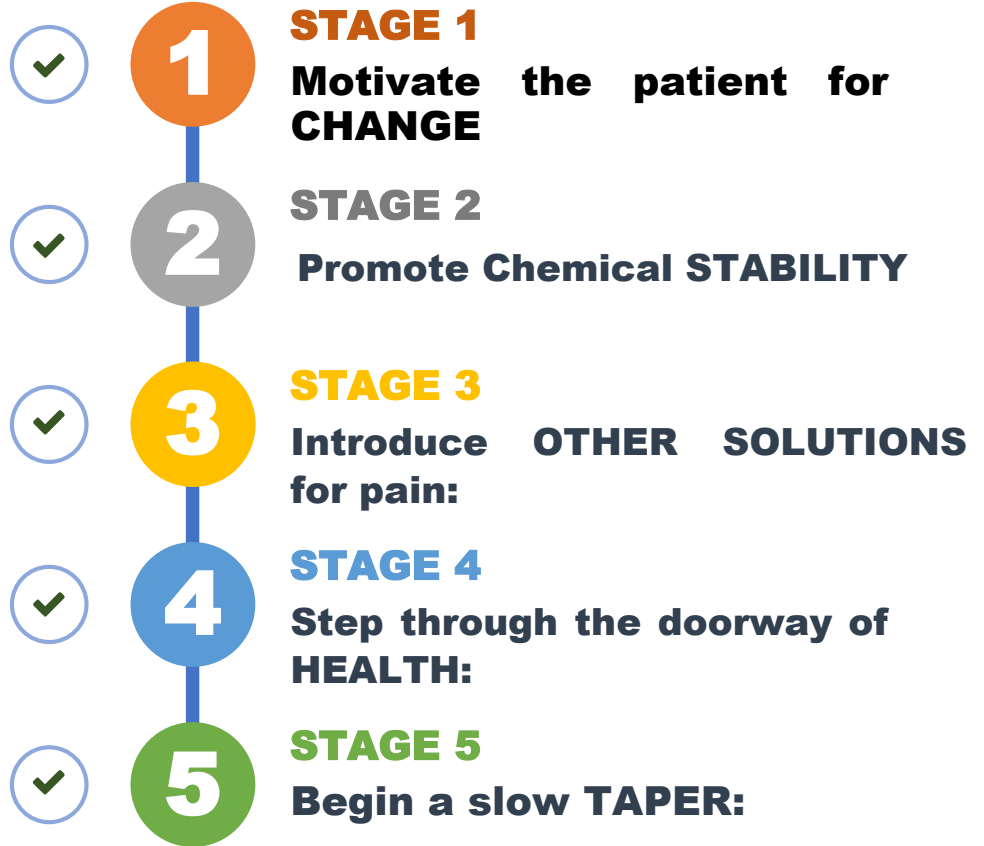 1
STAGE 1
Motivate the patient for
CHANGE
2
STAGE 2
Promote Chemical STABILITY
3
STAGE 3
Introduce OTHER SOLUTIONS
for pain:
4
STAGE 4
Step through the doorway of
HEALTH:
5
STAGE 5
Begin a slow TAPER: